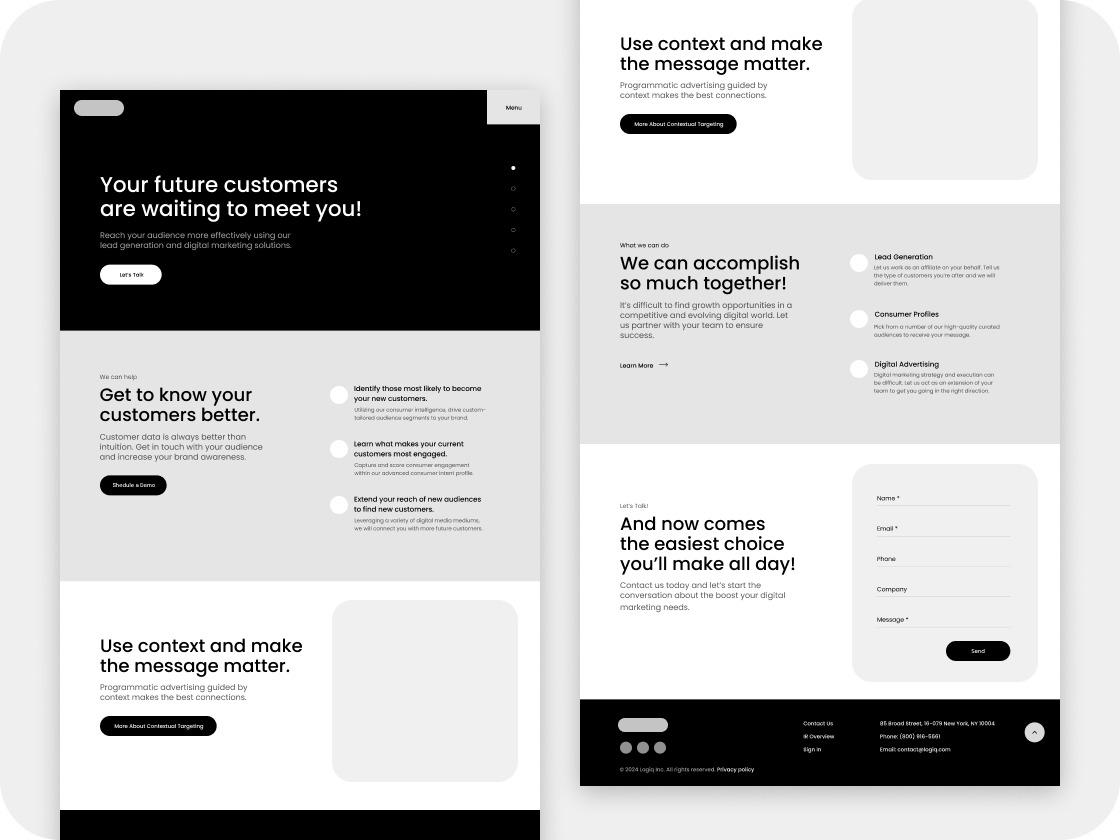 Menu
Your future customers
are waiting to meet you!
Reach your audience more effectively using our
lead generation and digital marketing solutions.
Let's Talk
We can help
Get to know your
customers better.
Customer data is always better than
intuition. Get in touch with your audience
and increase your brand awareness.
Shedule a Demo
Identify those most likely to become
your new customers.
Utilizing our consumer intelligence, drive custom-
tailored audience segments to your brand.
Learn what makes your current
customers most engaged.
Capture and score consumer engagement
within our advanced consumer intent profile.
Extend your reach of new audiences
to find new customers.
Leveraging a variety of digital media mediums,
we will connect you with more future customers.
Use context and make
the message matter.
Programmatic advertising guided by
context makes the best connections.
More About Contextual Targeting
Use context and make
the message matter.
Programmatic advertising guided by
context makes the best connections.
More About Contextual Targeting
What we can do
We can accomplish
so much together!
It's difficult to find growth opportunities in a
competitive and evolving digital world. Let
us partner with your team to ensure
success.
Learn More
Lead Generation
Let us work as an affiliate on your behalf. Tell us
the type of customers you're after and we will
deliver them.
Consumer Profiles
Pick from a number of our high-quality curated
audiences to receive your message.
Digital Advertising
Digital marketing strategy and execution can
be difficult. Let us act as an extension of your
team to get you going in the right direction.
Let's Talk!
And now comes
the easiest choice
you'll make all day!
Contact us today and let's start the
conversation about the boost your digital
marketing needs.
Name *
Email *
Phone
Company
Message *
Send
Contact Us
IR Overview
Sign In
85 Broad Street, 16-079 New York, NY 10004
Phone: (800) 916-5661
Email: contact@logiq.com
© 2024 Logiq Inc. All rights reserved. Privacy policy